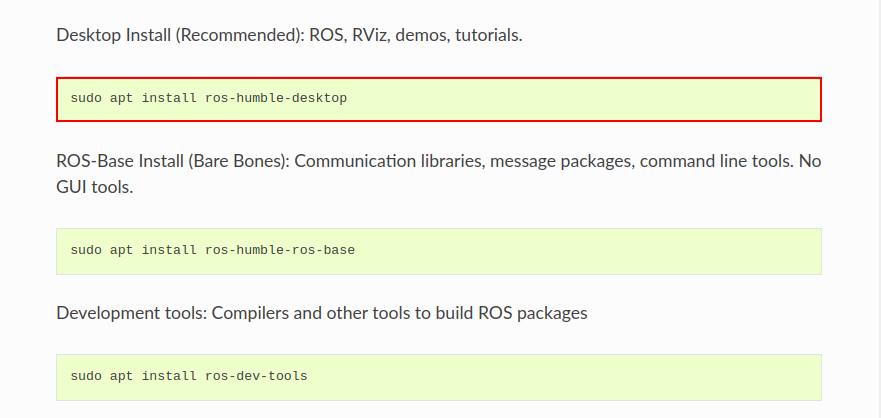 Desktop Install (Recommended): ROS, RViz, demos, tutorials.
sudo apt install ros-humble-desktop
ROS-Base Install (Bare Bones): Communication libraries, message packages, command line tools. No
GUI tools.
sudo apt install ros-humble-ros-base
Development tools: Compilers and other tools to build ROS packages
sudo apt install ros-dev-tools